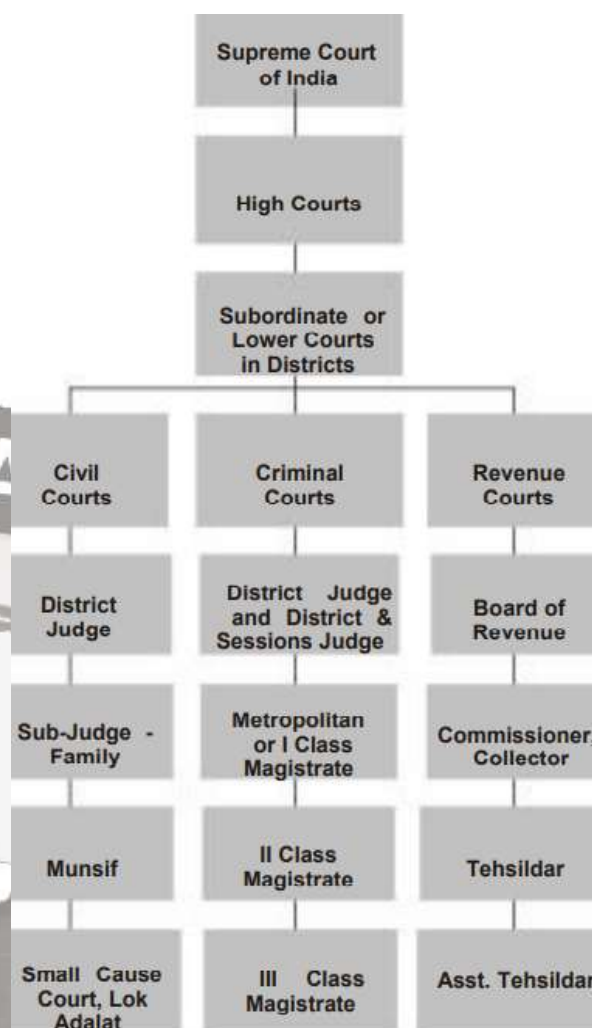 Supreme Court
of India
High Courts
Subordinate or
Lower Courts
in Districts
Civil
Courts
Criminal
Courts
Revenue
Courts
District
Judge
District Judge
and District &
Sessions Judge
Board of
Revenue
Sub-Judge -
Family
Metropolitan
or I Class
Magistrate
Commissioner,
Collector
Munsif
II Class
Magistrate
Tehsildar
Small Cause
Court, Lok
Adalat
III Class
Magistrate
Asst. Tehsildar